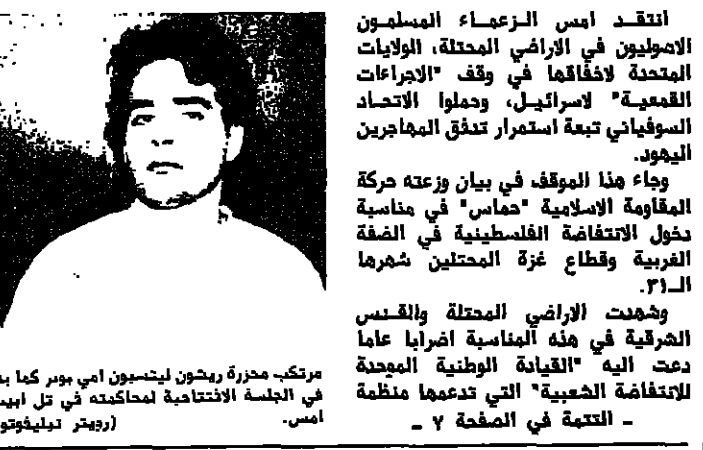 انتقد امس الزعماء المسلمون
الاصوليون في الاراضي المحتلة، الولايات
المتحدة لاخفاقها في وقف "الاجراءات
القمعية" لاسرائيل، وحملوا الاتحاد
السوفياتي تبعة استمرار تدفق المهاجرين
اليهود.
وجاء هذا الموقف في بيان وزعته حركة
المقاومة الاسلامية "حماس" في مناسبة
دخول الانتفاضة الفلسطينية في الضفة
الغربية وقطاع غزة المحتلين شهرها
الـ٣١.
وشهدت الاراضي المحتلة والقدس
الشرقية في هذه المناسبة اضرابا عاما
دعت اليه "القيادة الوطنية الموحدة
للانتفاضة الشعبية" التي تدعمها منظمة
ـ التتمة في الصفحة ٧ ـ
مرتكب مجزرة ريشون ليتسيون امي بوبر كما بد
في الجلسة الافتتاحية لمحاكمته في تل ابيب
امس. (رويتر تيليفوتو